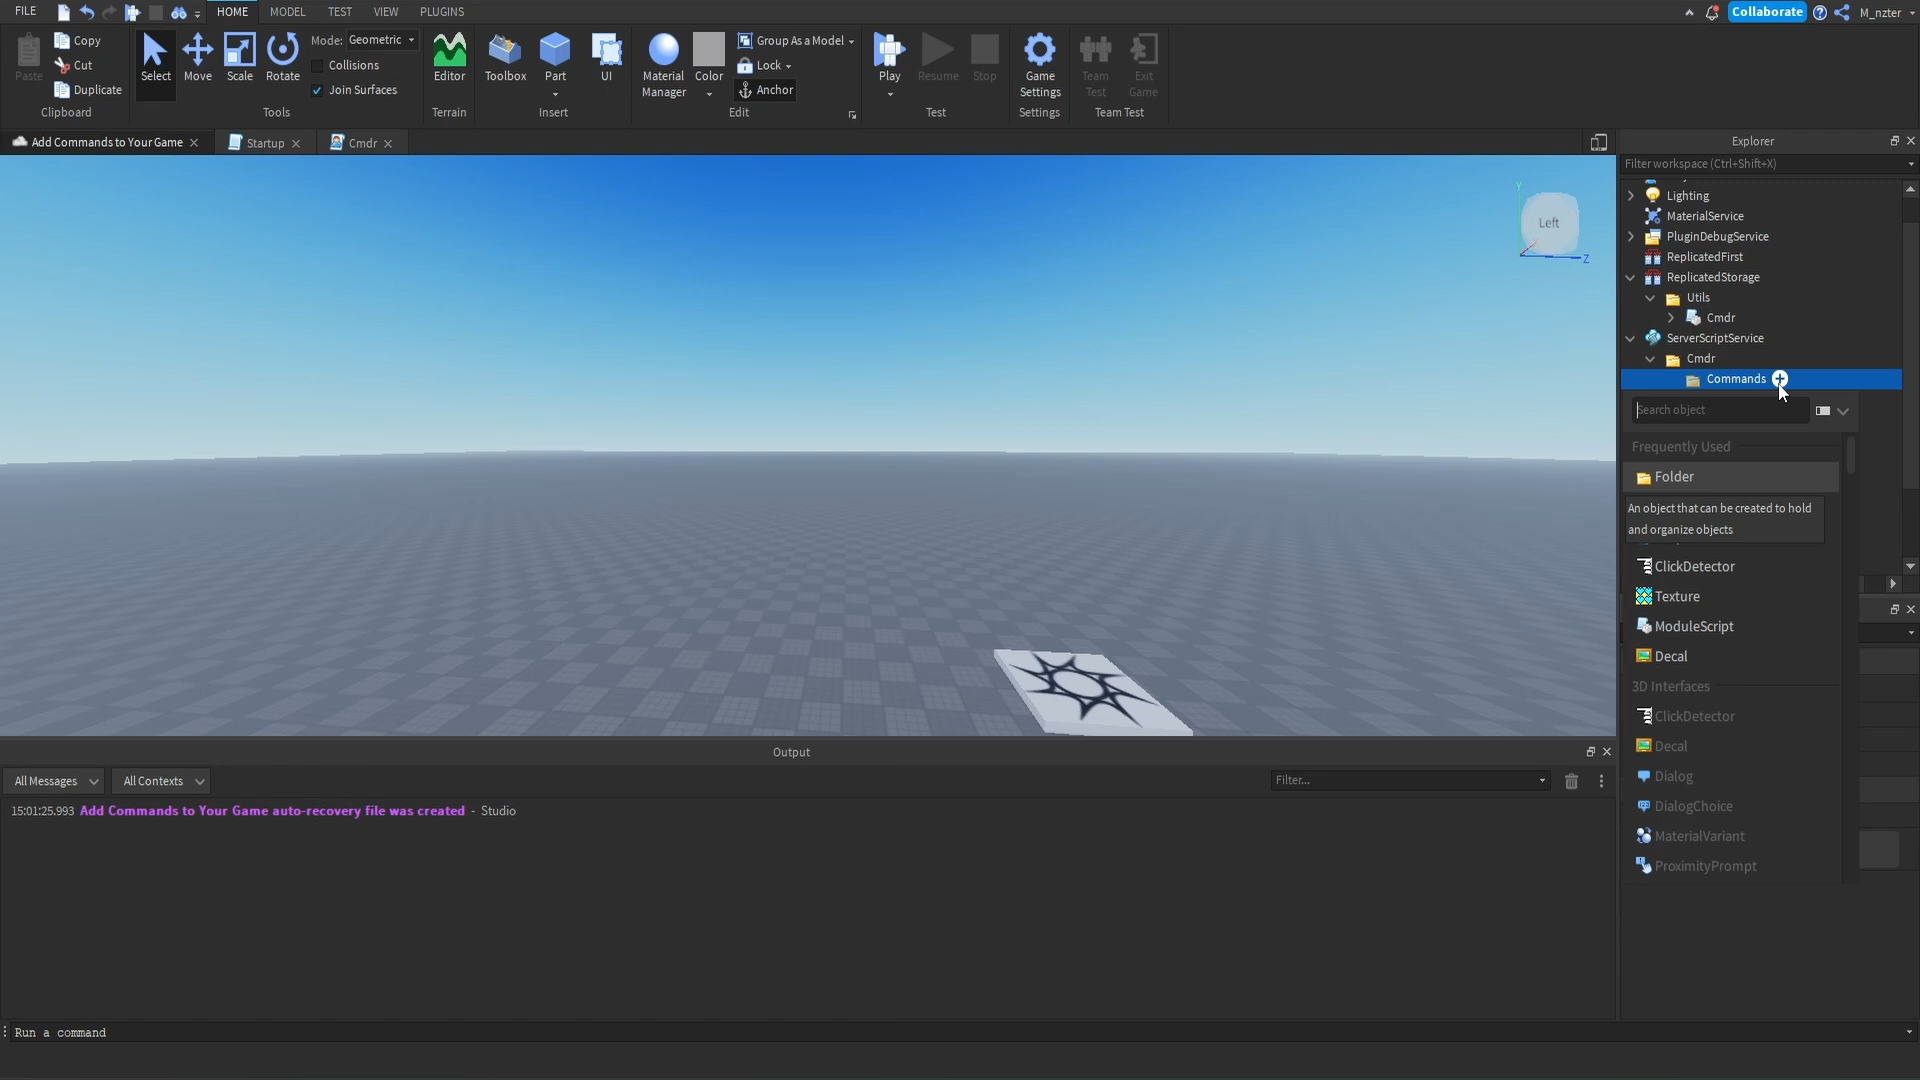 FILE
HOME
MODEL
TEST
VIEW
PLUGINS
Collaborate
M_nzter
Paste
Copy
Cut
Duplicate
Clipboard
Select
Move
Scale
Rotate
Mode: Geometric
Collisions
Join Surfaces
Tools
Editor
Terrain
Toolbox
Part
UI
Insert
Material
Manager
Color
Group As a Model
Lock
Anchor
Edit
Play
Resume
Stop
Test
Game
Settings
Settings
Team
Test
Exit
Game
Team Test
Add Commands to Your Game
Startup
Cmdr
Y
Left
Z
Explorer
Filter workspace (Ctrl+Shift+X)
Lighting
MaterialService
PluginDebugService
ReplicatedFirst
ReplicatedStorage
Utils
Cmdr
ServerScriptService
Cmdr
Commands
Search object
Frequently Used
Folder
An object that can be created to hold
and organize objects
ClickDetector
Texture
ModuleScript
Decal
3D Interfaces
ClickDetector
Decal
Dialog
DialogChoice
MaterialVariant
ProximityPrompt
Output
All Messages
All Contexts
Filter...
15:01:25.993 Add Commands to Your Game auto-recovery file was created - Studio
Run a command